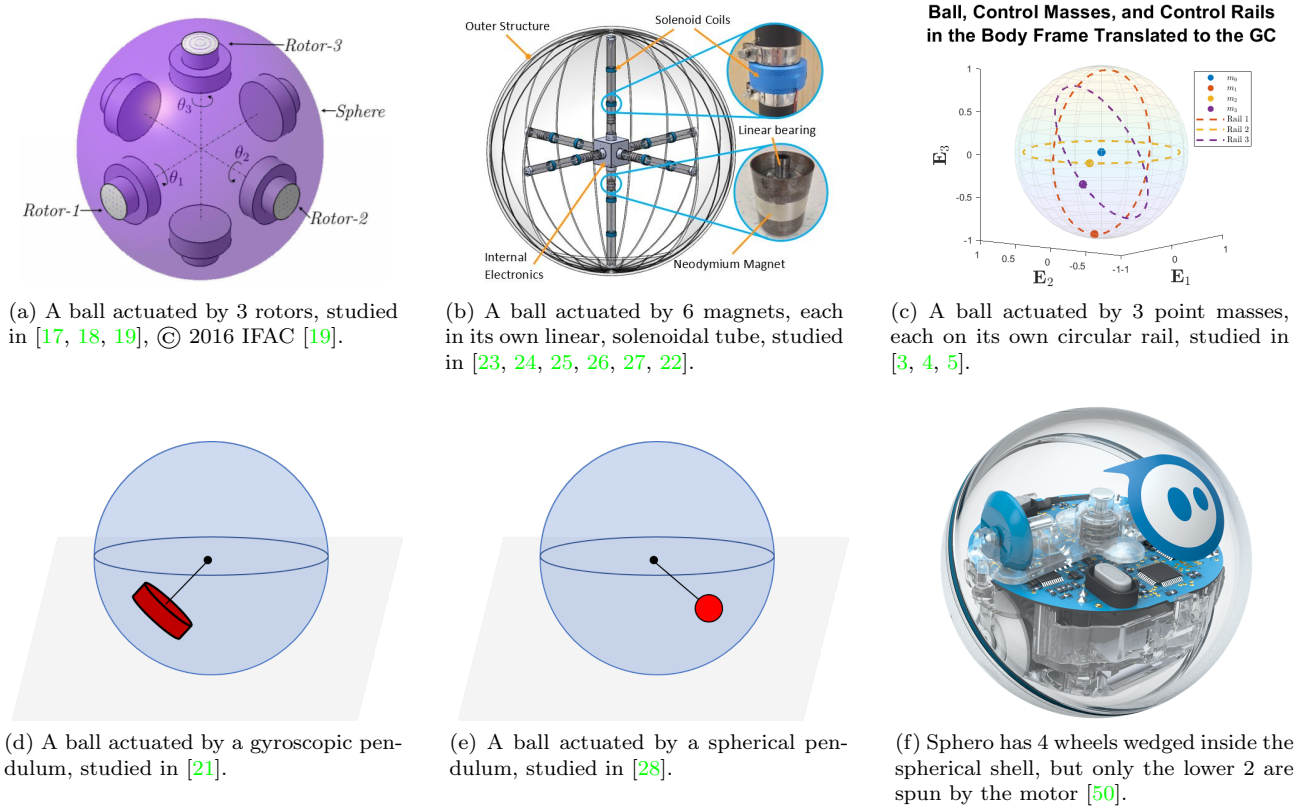 Rotor-3
Sphere
θ3
θ2
θ1
Rotor-1
Rotor-2
(a) A ball actuated by 3 rotors, studied
in [17, 18, 19], © 2016 IFAC [19].
Outer Structure
Solenoid Coils
Linear bearing
Internal
Electronics
Neodymium Magnet
(b) A ball actuated by 6 magnets, each
in its own linear, solenoidal tube, studied
in [23, 24, 25, 26, 27, 22].
Ball, Control Masses, and Control Rails
in the Body Frame Translated to the GC
1
0.5
0
-0.5
-1
E3
1
0.5
0
-0.5
-1
E2
-1
0
1
E1
m0
m1
m2
m3
Rail 1
Rail 2
Rail 3
(c) A ball actuated by 3 point masses,
each on its own circular rail, studied in
[3, 4, 5].
(d) A ball actuated by a gyroscopic pen-
dulum, studied in [21].
(e) A ball actuated by a spherical pen-
dulum, studied in [28].
(f) Sphero has 4 wheels wedged inside the
spherical shell, but only the lower 2 are
spun by the motor [50].